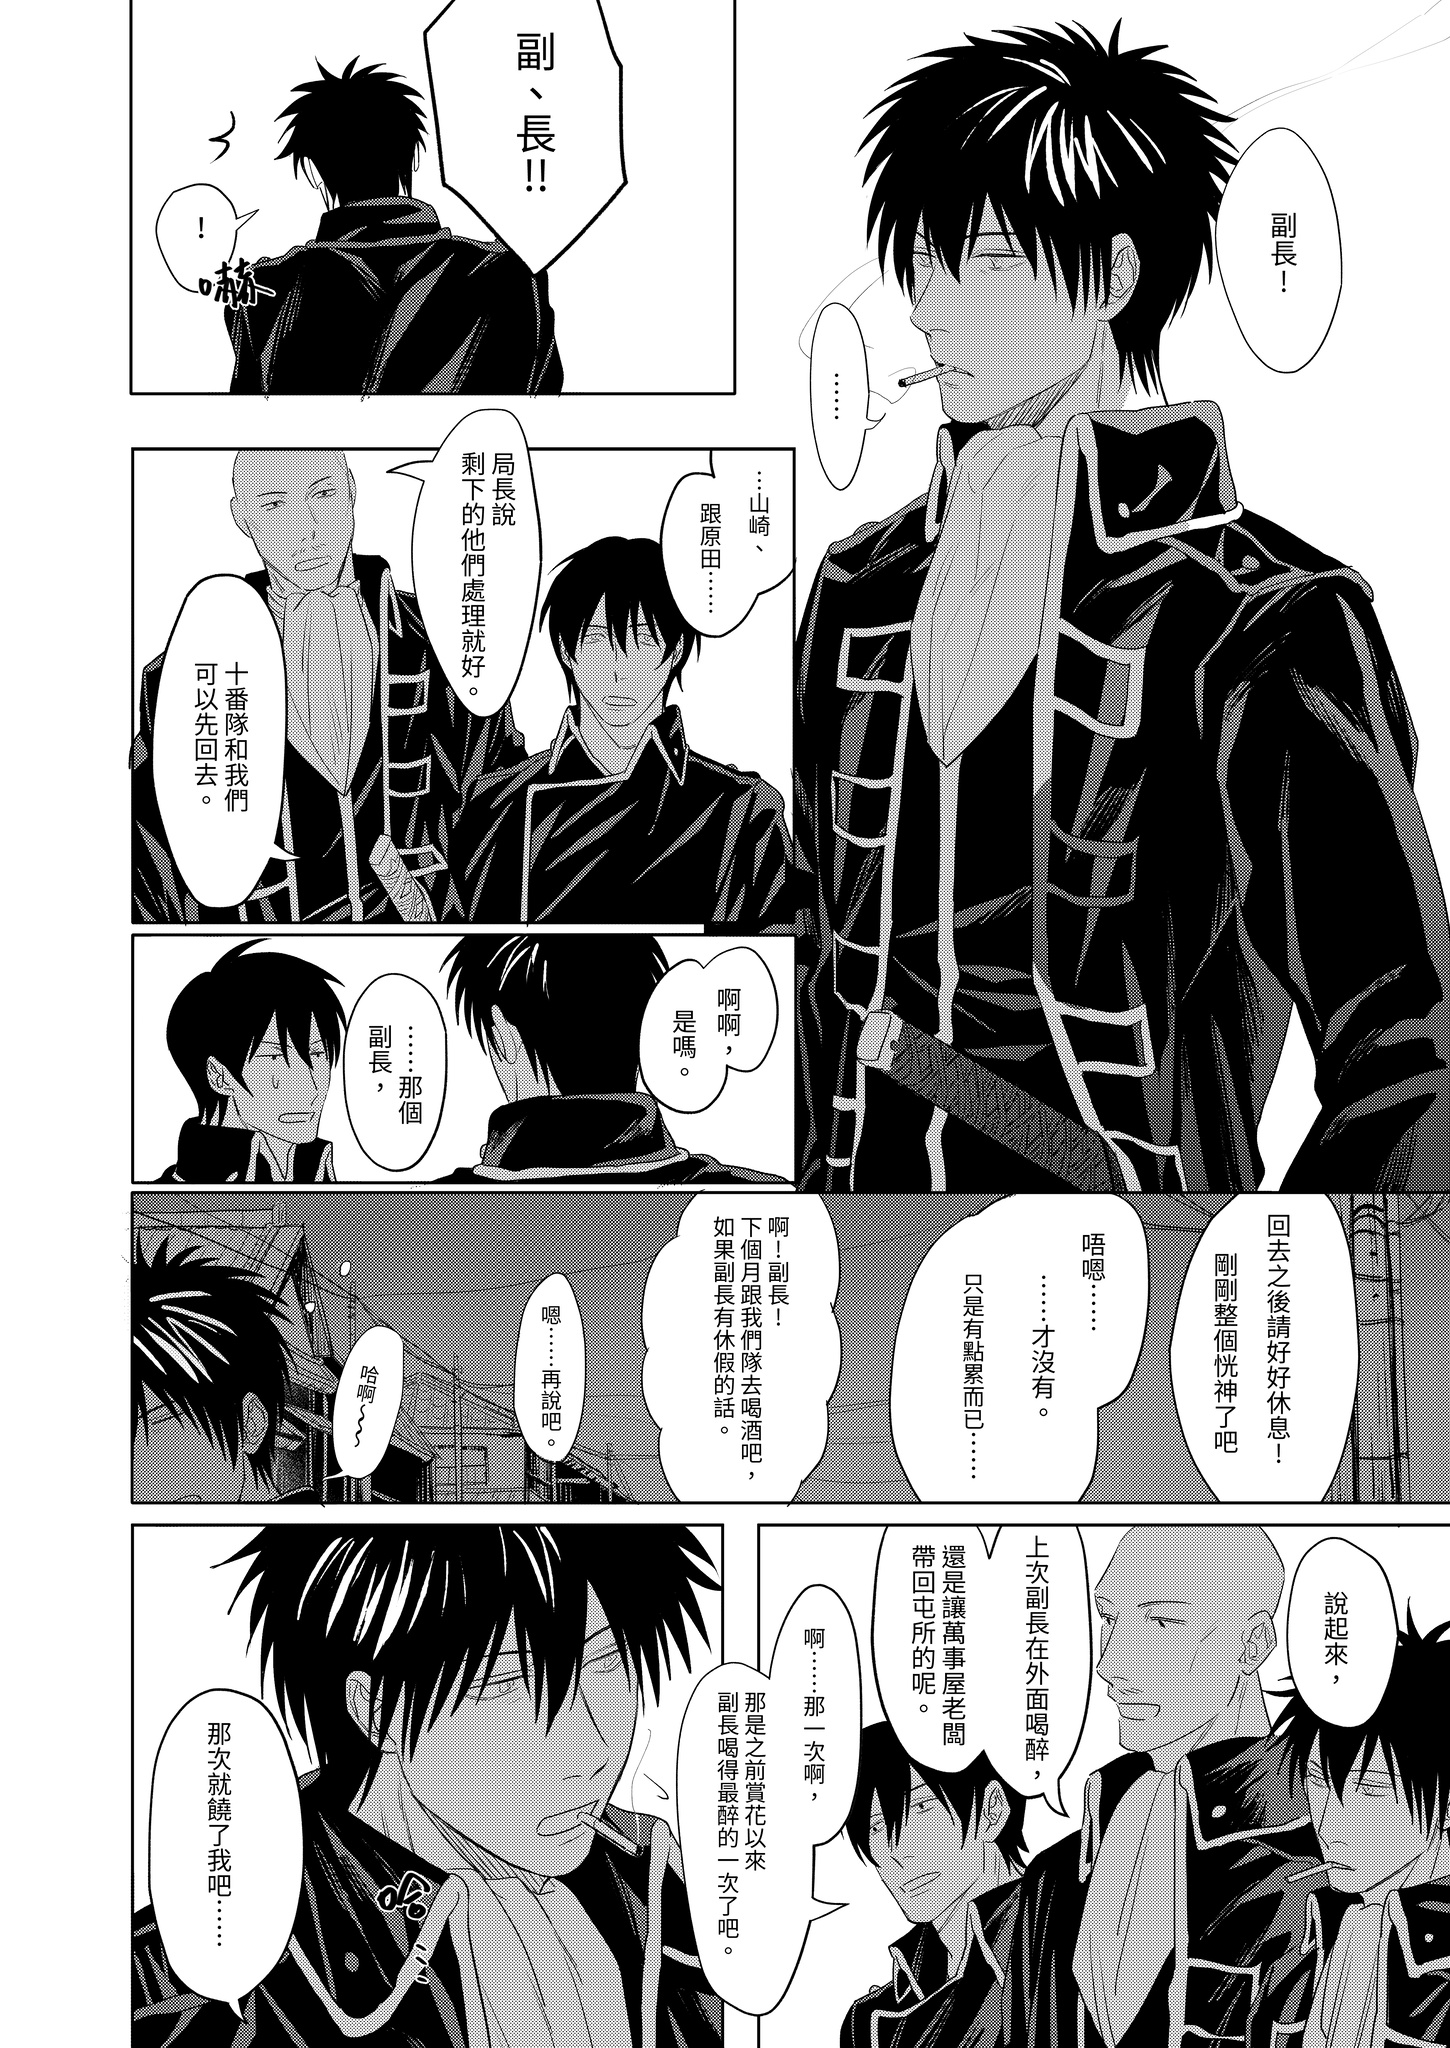 副長！
……
副、長!!
！
嚇
…山崎、
跟原田……
局長說
剩下的他們處理就好。
十番隊和我們
可以先回去。
啊啊，
是嗎。
……那個
副長，
回去之後請好好休息！
剛剛整個恍神了吧
唔嗯……
……才沒有。
只是有點累而已……
啊！副長！
下個月跟我們隊去喝酒吧，
如果副長有休假的話。
嗯……再說吧。
哈啊～～
說起來，
上次副長在外面喝醉，
還是讓萬事屋老闆
帶回屯所的呢。
啊……那一次啊，
那是之前賞花以來
副長喝得最醉的一次了吧。
那次就饒了我吧……